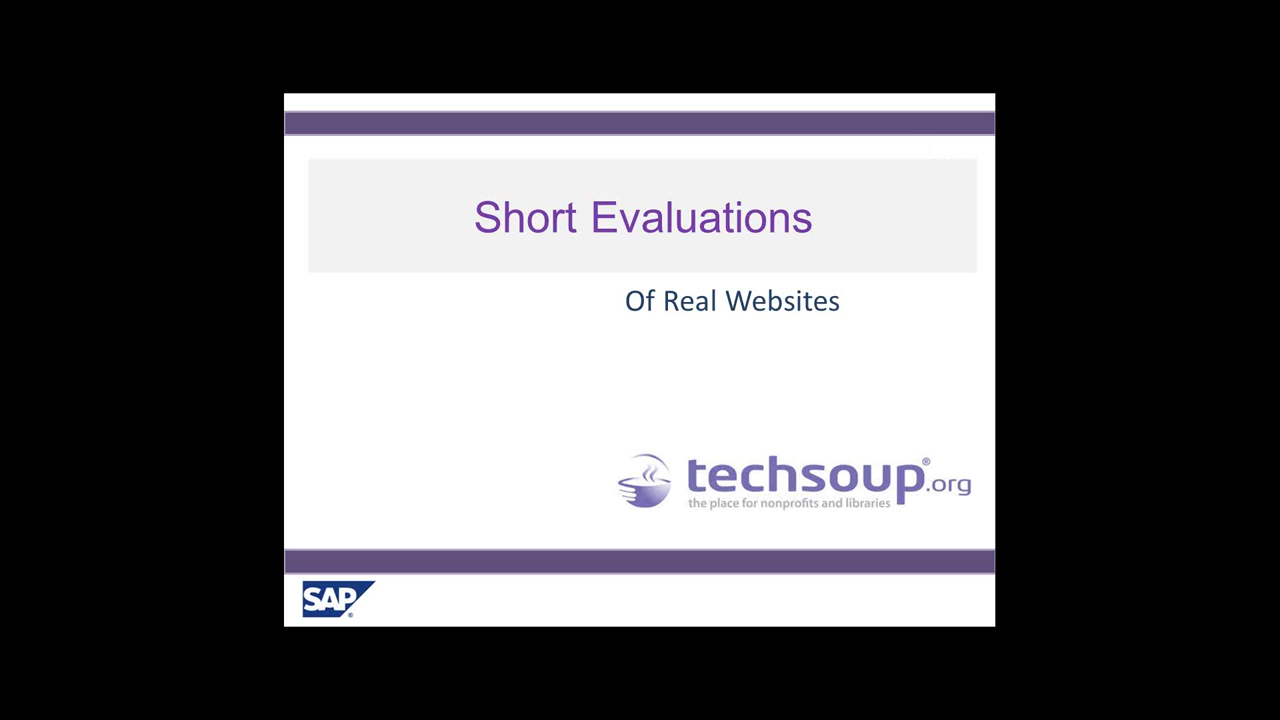 Short Evaluations
Of Real Websites
techsoup®.org
the place for nonprofits and libraries
SAP®